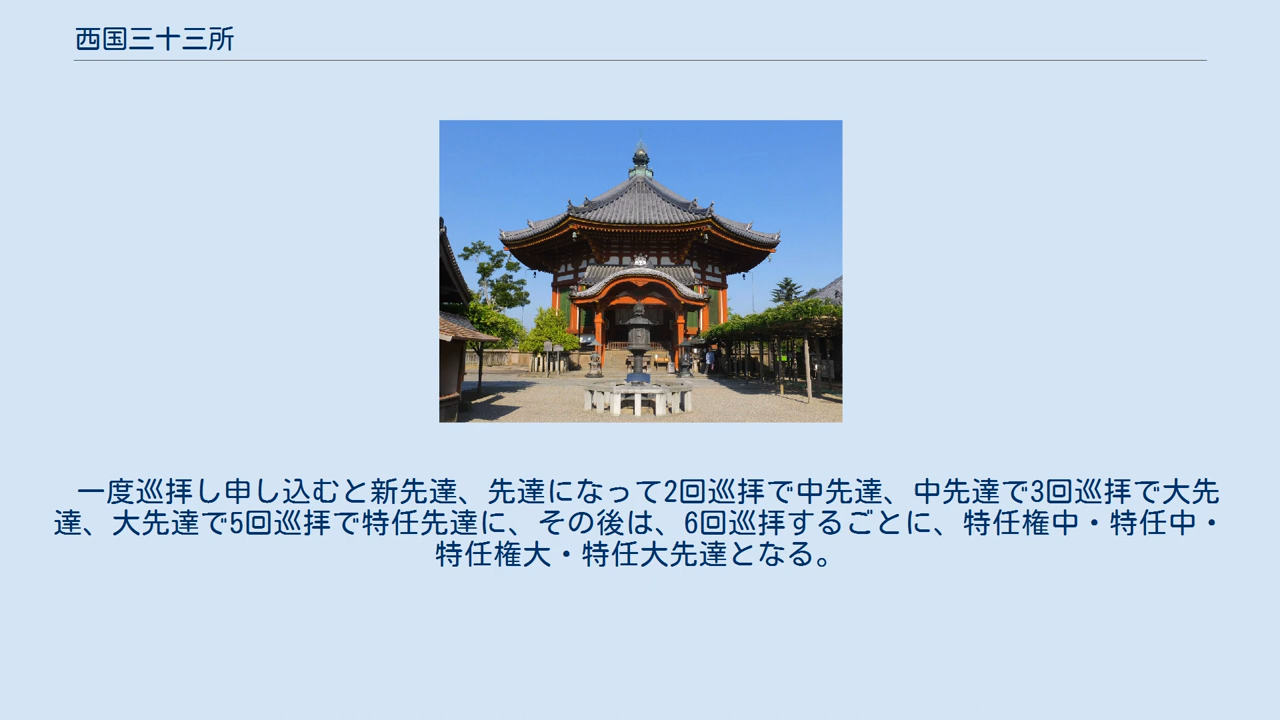 西国三十三所
一度巡拝し申し込むと新先達、先達になって2回巡拝で中先達、中先達で3回巡拝で大先
達、大先達で5回巡拝で特任先達に、その後は、6回巡拝するごとに、特任権中・特任中・
特任権大・特任大先達となる。